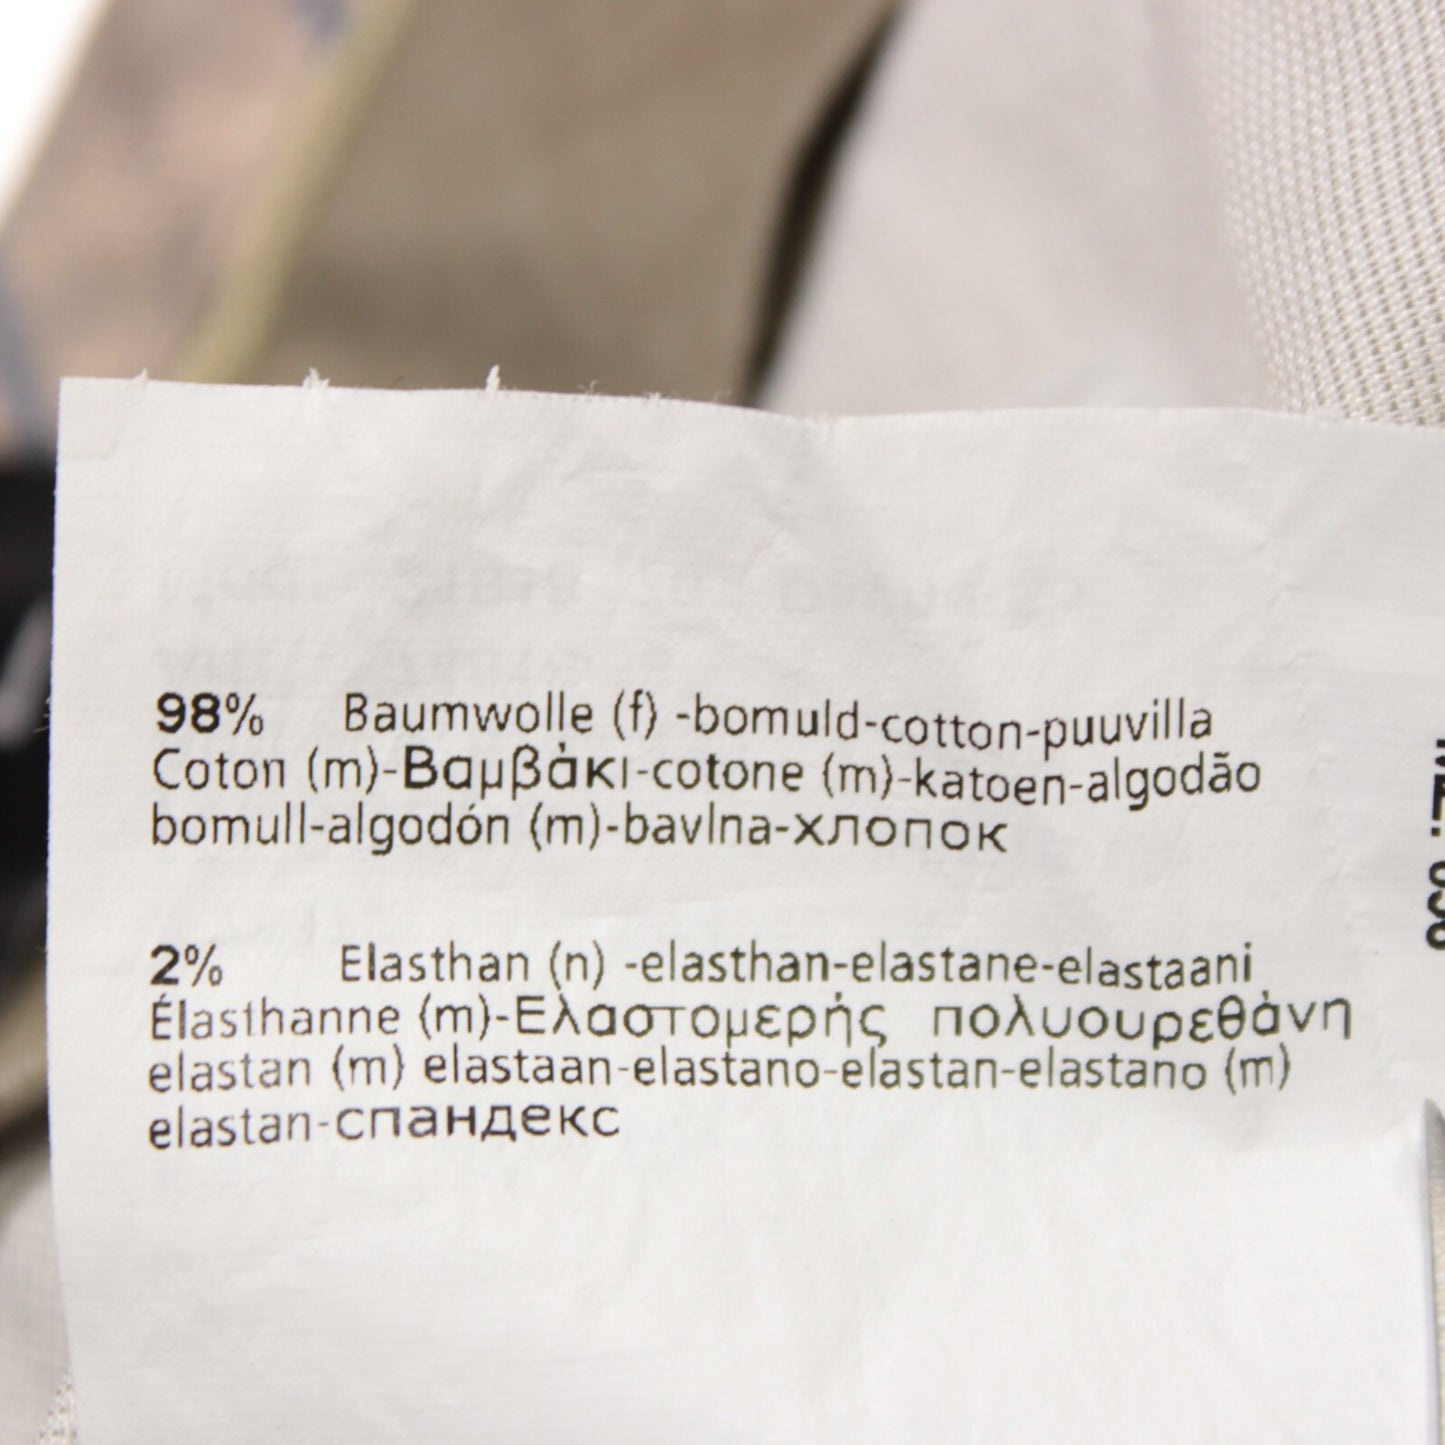 98% Baumwolle (f) -bomuld-cotton-puuvilla
Coton (m)-Βαμβάκι-cotone (m)-katoen-algodão
bomull-algodón (m)-bavlna-хлопок
2% Elasthan (n) -elasthan-elastane-elastaani
Élasthanne (m)-Ελαστομερής πολυουρεθάνη
elastan (m) elastaan-elastano-elastan-elastano (m)
elastan-спандекс